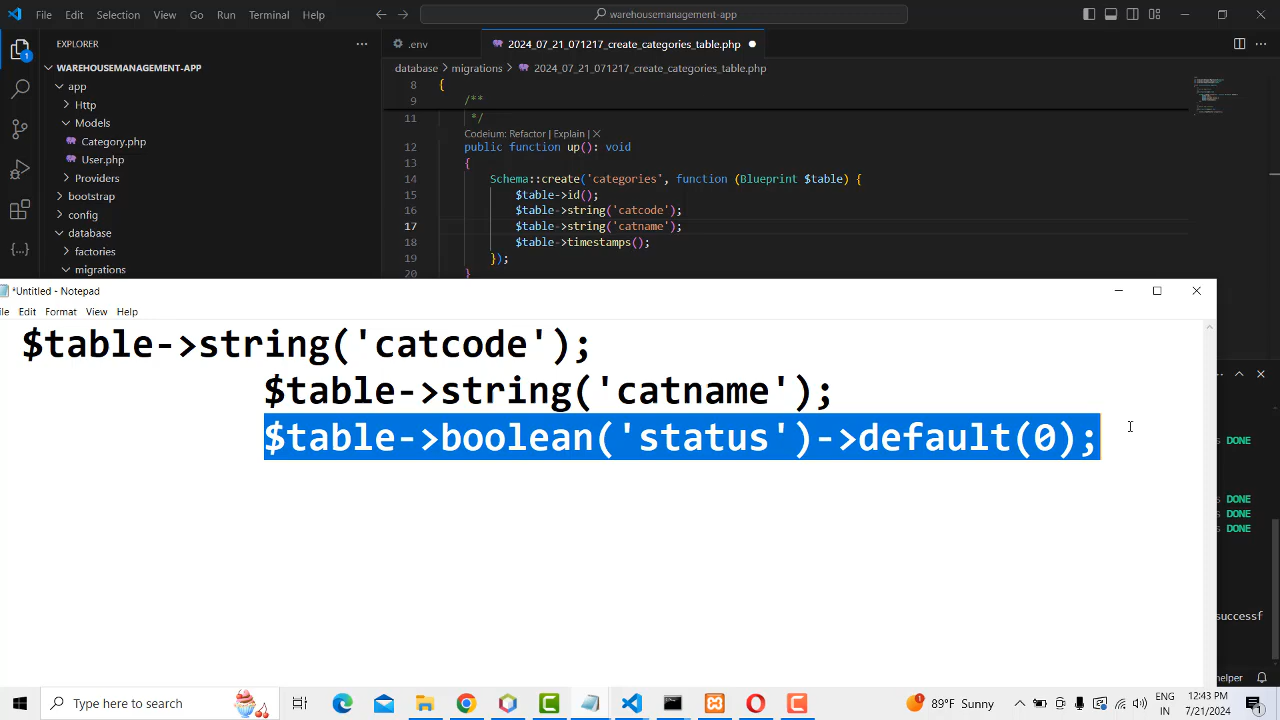 File Edit Selection View Go Run Terminal Help
warehousemanagement-app
EXPLORER
.env
2024_07_21_071217_create_categories_table.php
WAREHOUSEMANAGEMENT-APP
database > migrations > 2024_07_21_071217_create_categories_table.php
app
Http
Models
Category.php
User.php
Providers
bootstrap
config
database
factories
migrations
8 {
9 /**
11 */
Codeium: Refactor | Explain | X
12 public function up(): void
13 {
14 Schema::create('categories', function (Blueprint $table) {
15 $table->id();
16 $table->string('catcode');
17 $table->string('catname');
18 $table->timestamps();
19 });
20 }
*Untitled - Notepad
ile Edit Format View Help
$table->string('catcode');
$table->string('catname');
$table->boolean('status')->default(0);
s DONE
s DONE
s DONE
s DONE
successf
helper
1
Type here to search
89°F Sunny
ENG
IN
12:43 PM
7/21/2024
1